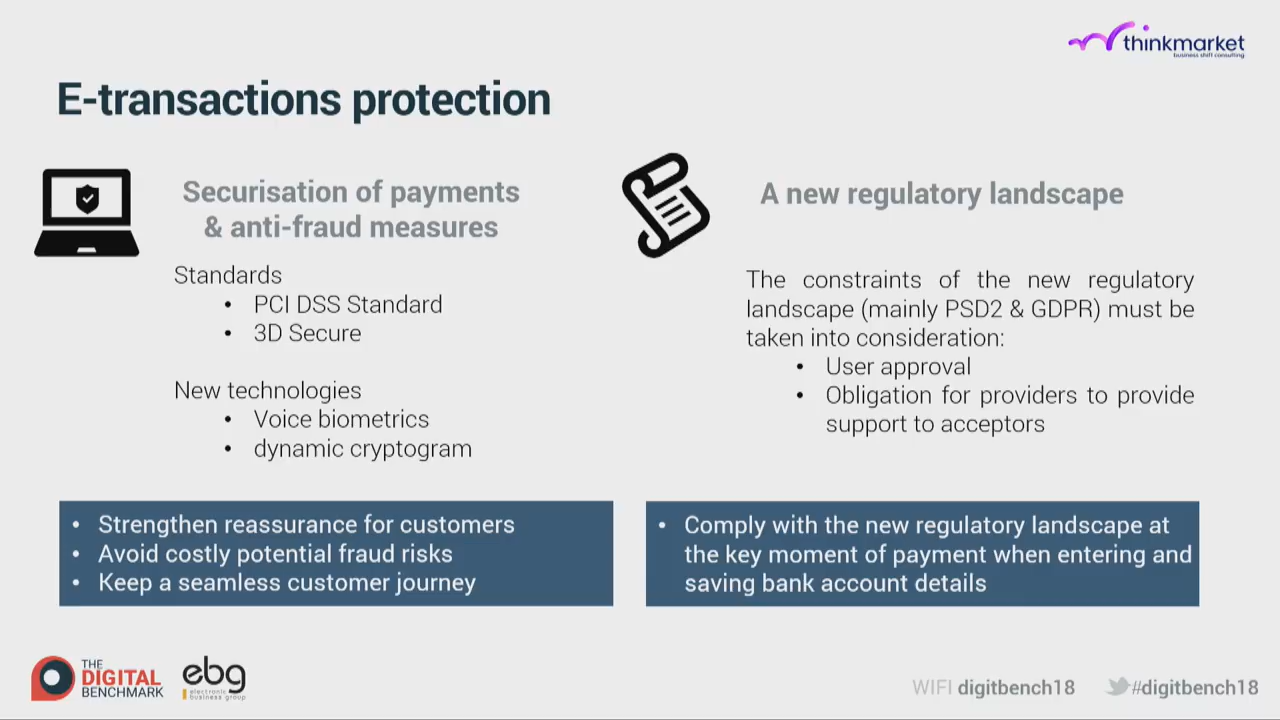 thinkmarket
business shift consulting
E-transactions protection
Securisation of payments
& anti-fraud measures
Standards
• PCI DSS Standard
• 3D Secure
New technologies
• Voice biometrics
• dynamic cryptogram
• Strengthen reassurance for customers
• Avoid costly potential fraud risks
• Keep a seamless customer journey
A new regulatory landscape
The constraints of the new regulatory
landscape (mainly PSD2 & GDPR) must be
taken into consideration:
• User approval
• Obligation for providers to provide
support to acceptors
• Comply with the new regulatory landscape at
the key moment of payment when entering and
saving bank account details
THE
DIGITAL
BENCHMARK
ebg
electronic
business group
WIFI digitbench18
#digitbench18